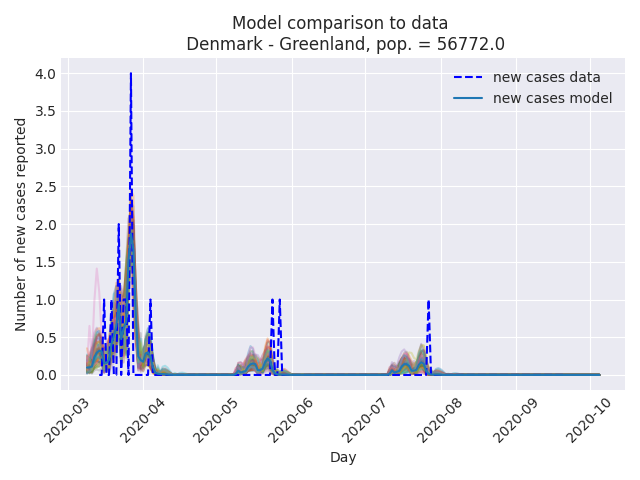 Model comparison to data
Denmark - Greenland, pop. = 56772.0
new cases data
new cases model
Number of new cases reported
4.0
3.5
3.0
2.5
2.0
1.5
1.0
0.5
0.0
2020-03
2020-04
2020-05
2020-06
2020-07
2020-08
2020-09
2020-10
Day